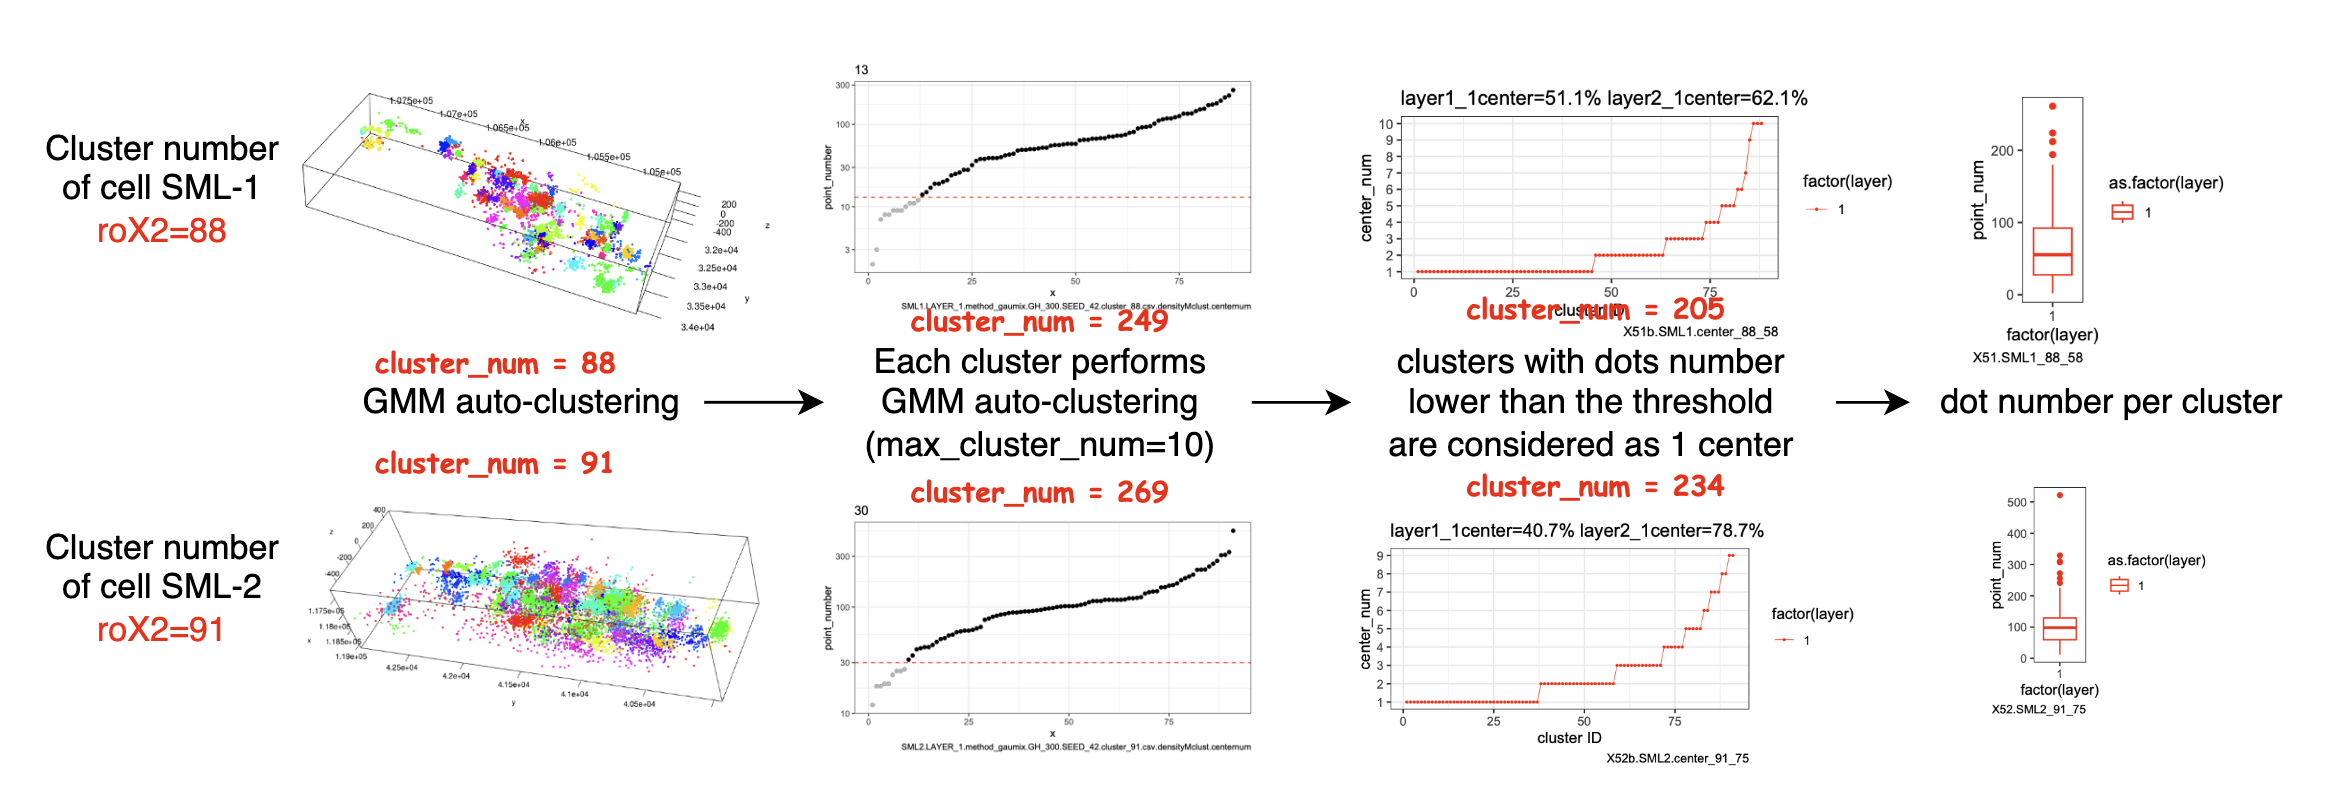 Cluster number
of cell SML-1
roX2=88
1.075e+05
1.07e+05
x
1.065e+05
1.06e+05
1.055e+05
1.05e+05
200
0
-200
-400
z
3.2e+04
3.25e+04
3.3e+04
y
3.35e+04
3.4e+04
13
300
100
30
10
3
point_number
0
25
50
75
x
SML1.LAYER_1.method_gaumix.GH_300.SEED_42.cluster_88.csv.densityMclust.centernum
layer1_1center=51.1% layer2_1center=62.1%
10
9
8
7
6
5
4
3
2
1
center_num
0
25
50
75
cluster ID
X51b.SML1.center_88_58
factor(layer)
1
200
100
0
point_num
1
factor(layer)
X51.SML1_88_58
as.factor(layer)
1
cluster_num = 88
GMM auto-clustering
cluster_num = 91
cluster_num = 249
Each cluster performs
GMM auto-clustering
(max_cluster_num=10)
cluster_num = 269
cluster_num = 205
clusters with dots number
lower than the threshold
are considered as 1 center
cluster_num = 234
dot number per cluster
Cluster number
of cell SML-2
roX2=91
400
z
200
0
-200
-400
1.175e+05
1.18e+05
x
1.185e+05
1.19e+05
4.25e+04
4.2e+04
4.15e+04
4.1e+04
4.05e+04
y
30
300
100
30
10
point_number
0
25
50
75
x
SML2.LAYER_1.method_gaumix.GH_300.SEED_42.cluster_91.csv.densityMclust.centernum
layer1_1center=40.7% layer2_1center=78.7%
9
8
7
6
5
4
3
2
1
center_num
0
25
50
75
cluster ID
X52b.SML2.center_91_75
factor(layer)
1
500
400
300
200
100
0
point_num
1
factor(layer)
X52.SML2_91_75
as.factor(layer)
1